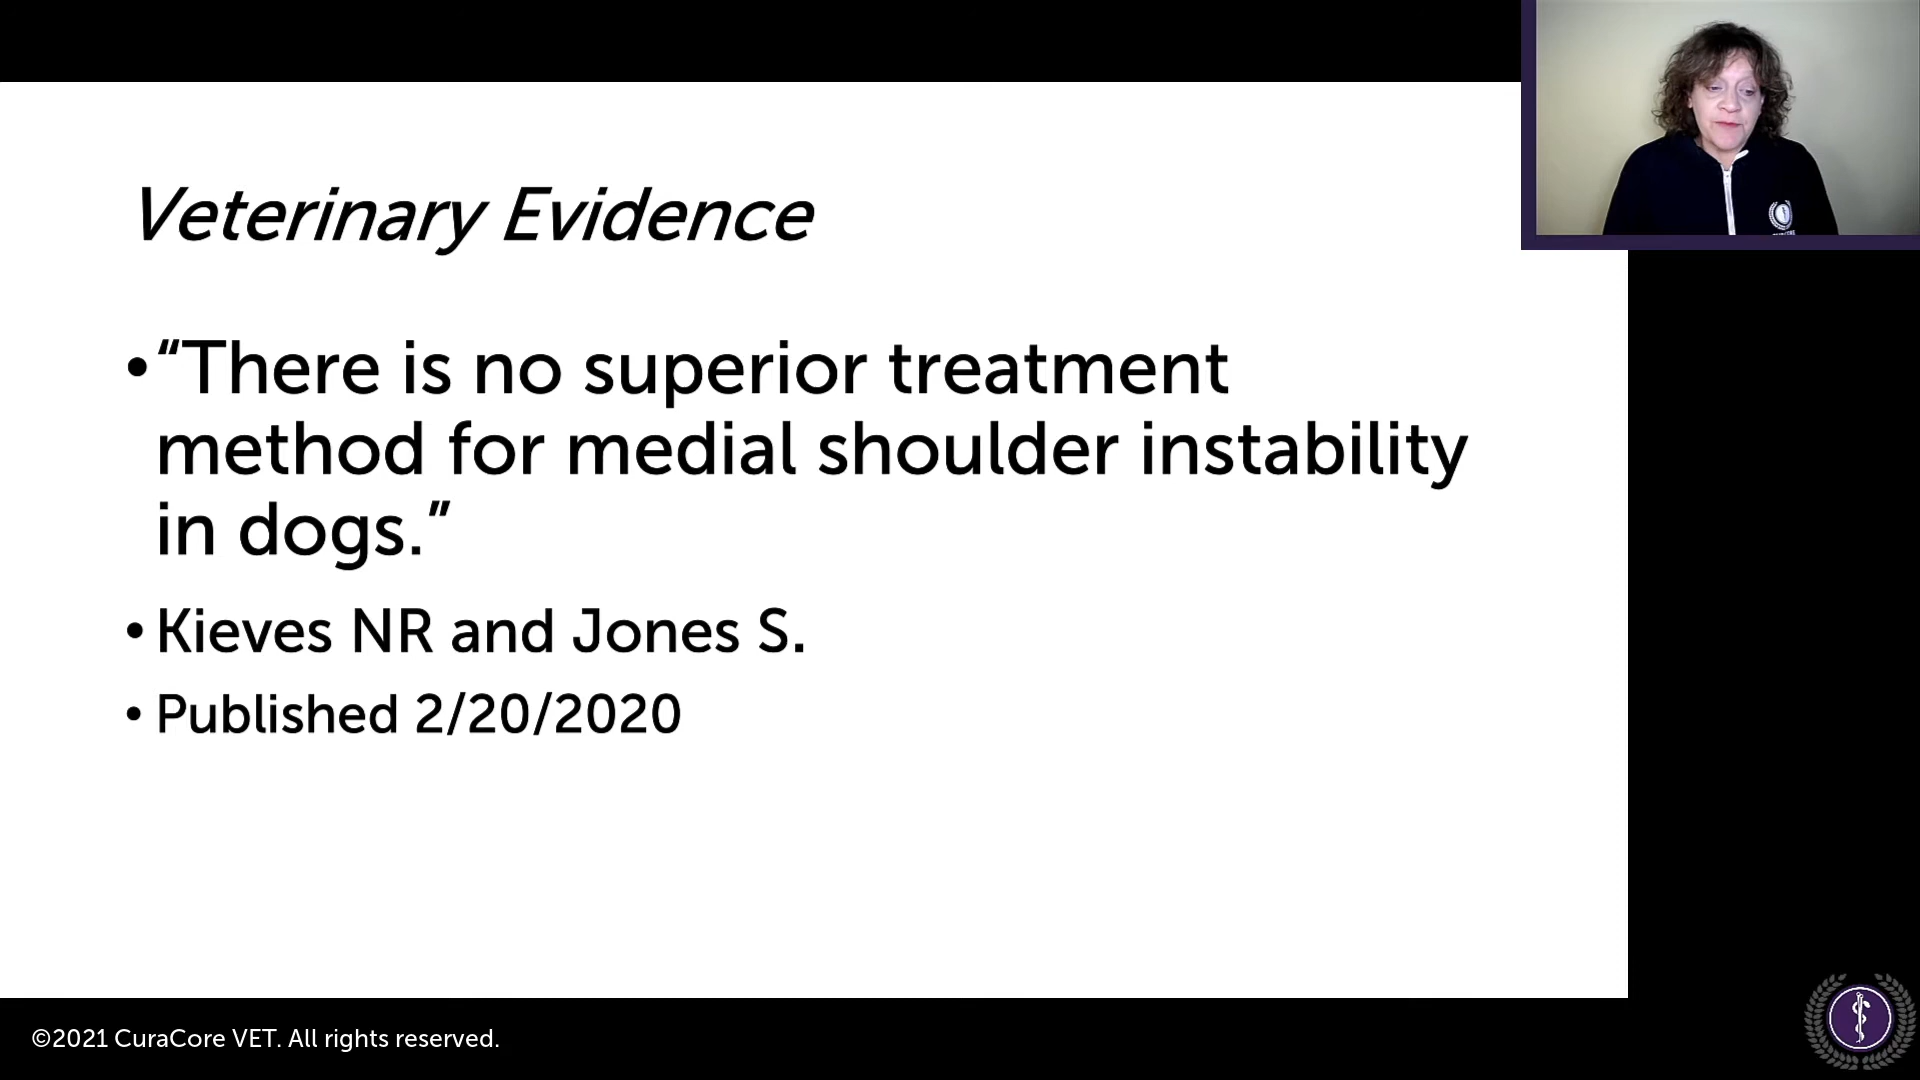 Veterinary Evidence
•“There is no superior treatment
method for medial shoulder instability
in dogs.”
• Kieves NR and Jones S.
• Published 2/20/2020
©2021 CuraCore VET. All rights reserved.